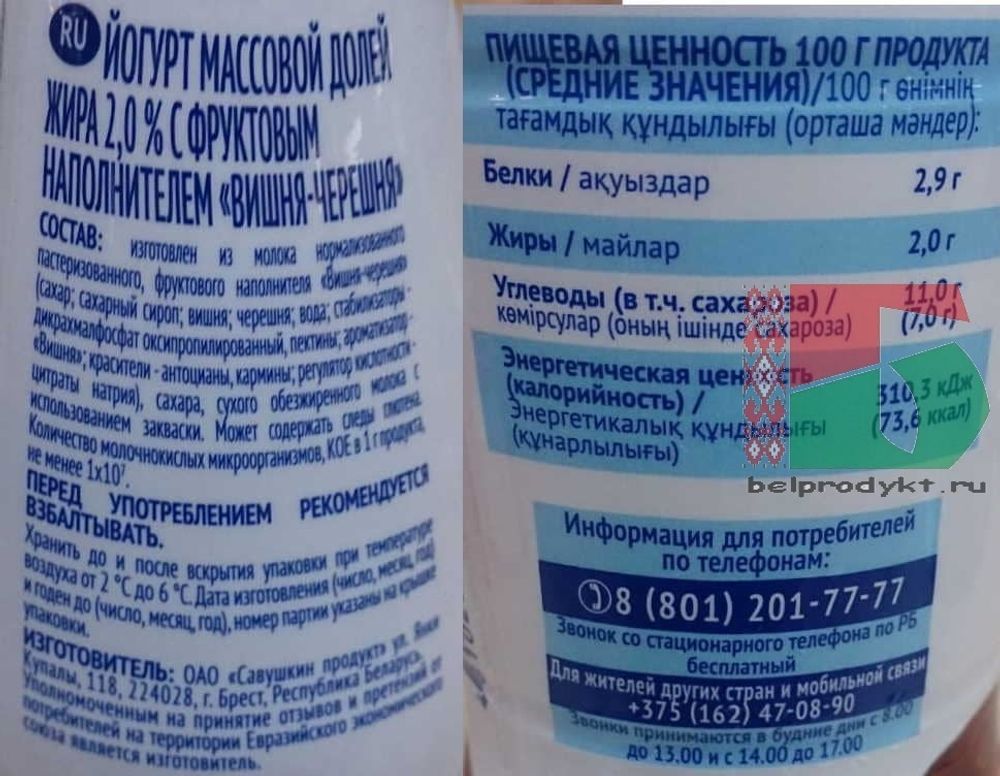 RU ЙОГУРТ МАССОВОЙ ДОЛЕЙ
ЖИРА 2,0 % С ФРУКТОВЫМ
НАПОЛНИТЕЛЕМ «ВИШНЯ-ЧЕРЕШНЯ»
СОСТАВ: изготовлен из молока нормализованного
пастеризованного, фруктового наполнителя «Вишня-черешня»
(сахар; сахарный сироп; вишня; черешня; вода; стабилизаторы -
дикрахмалфосфат оксипропилированный, пектины; ароматизатор
«Вишня»; красители - антоцианы, кармины; регулятор кислотности -
цитраты натрия), сахара, сухого обезжиренного молока с
использованием закваски. Может содержать следы глютена.
Количество молочнокислых микроорганизмов, КОЕ в 1 г продукта,
не менее 1х10⁷.
ПЕРЕД УПОТРЕБЛЕНИЕМ РЕКОМЕНДУЕТСЯ
ВЗБАЛТЫВАТЬ.
Хранить до и после вскрытия упаковки при температуре
воздуха от 2 °С до 6 °С. Дата изготовления (число, месяц, год)
и годен до (число, месяц, год), номер партии указаны на крышке
упаковки.
ИЗГОТОВИТЕЛЬ: ОАО «Савушкин продукт» ул. Янки
Купалы, 118, 224028, г. Брест, Республика Беларусь.
Уполномоченным на принятие отзывов и претензий от
потребителей на территории Евразийского экономического
союза является изготовитель.
ПИЩЕВАЯ ЦЕННОСТЬ 100 Г ПРОДУКТА
(СРЕДНИЕ ЗНАЧЕНИЯ)/100 г өнімнің
тағамдық құндылығы (орташа мәндер):
Белки / ақуыздар 2,9 г
Жиры / майлар 2,0 г
Углеводы (в т.ч. сахароза) / 11,0 г
көмірсулар (оның ішінде сахароза) (7,0 г)
Энергетическая ценность 310,3 кДж
(калорийность) / (73,6 ккал)
Энергетикалық құндылығы
(құнарлылығы)
belprodykt.ru
Информация для потребителей
по телефонам:
8 (801) 201-77-77
Звонок со стационарного телефона по РБ
бесплатный
Для жителей других стран и мобильной связи
+375 (162) 47-08-90
Звонки принимаются в будние дни с 8.00
до 13.00 и с 14.00 до 17.00